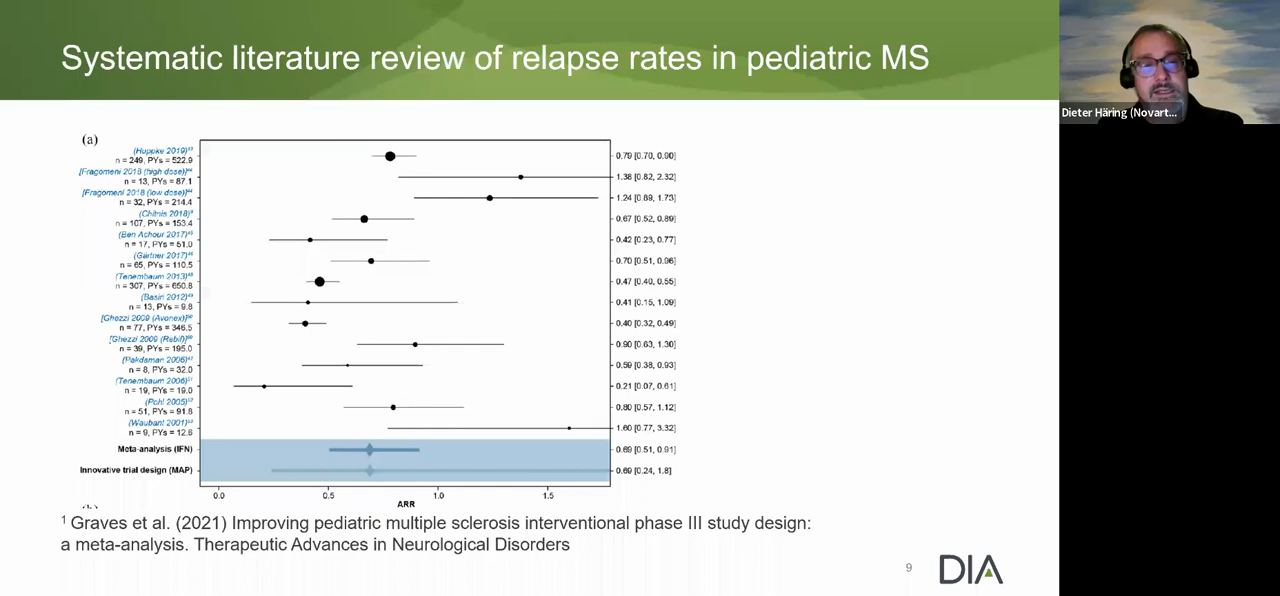 Systematic literature review of relapse rates in pediatric MS
Dieter Häring (Novart...
(a)
(Huppke 2019)
n = 249, PYs = 522.9
0.79 [0.70, 0.90]
[Fragomeni 2018 (high dose)]
n = 13, PYs = 87.1
1.38 [0.82, 2.32]
[Fragomeni 2018 (low dose)]
n = 32, PYs = 214.4
1.24 [0.89, 1.73]
(Chitnis 2018)
n = 107, PYs = 153.4
0.67 [0.52, 0.89]
(Ben Achour 2017)
n = 17, PYs = 51.0
0.42 [0.23, 0.77]
(Gärtner 2017)
n = 65, PYs = 110.5
0.70 [0.51, 0.96]
(Tenembaum 2013)
n = 307, PYs = 650.8
0.47 [0.40, 0.55]
n = 13, PYs = 9.8
0.41 [0.15, 1.09]
[Ghezzi 2009 (Avonex)]
n = 77, PYs = 346.5
0.40 [0.32, 0.49]
[Ghezzi 2009 (Rebif)]
n = 39, PYs = 195.0
0.90 [0.63, 1.30]
(Pakdaman 2006)
n = 8, PYs = 32.0
0.59 [0.38, 0.93]
(Tenembaum 2006)
n = 19, PYs = 19.0
0.21 [0.07, 0.61]
(Pohl 2005)
n = 51, PYs = 91.8
0.80 [0.57, 1.12]
(Waubant 2001)
n = 9, PYs = 12.6
1.60 [0.77, 3.32]
Meta-analysis (IFN)
0.69 [0.51, 0.91]
Innovative trial design (MAP)
0.69 [0.24, 1.8]
0.0 0.5 1.0 1.5
ARR
1 Graves et al. (2021) Improving pediatric multiple sclerosis interventional phase III study design:
a meta-analysis. Therapeutic Advances in Neurological Disorders
9
DIA